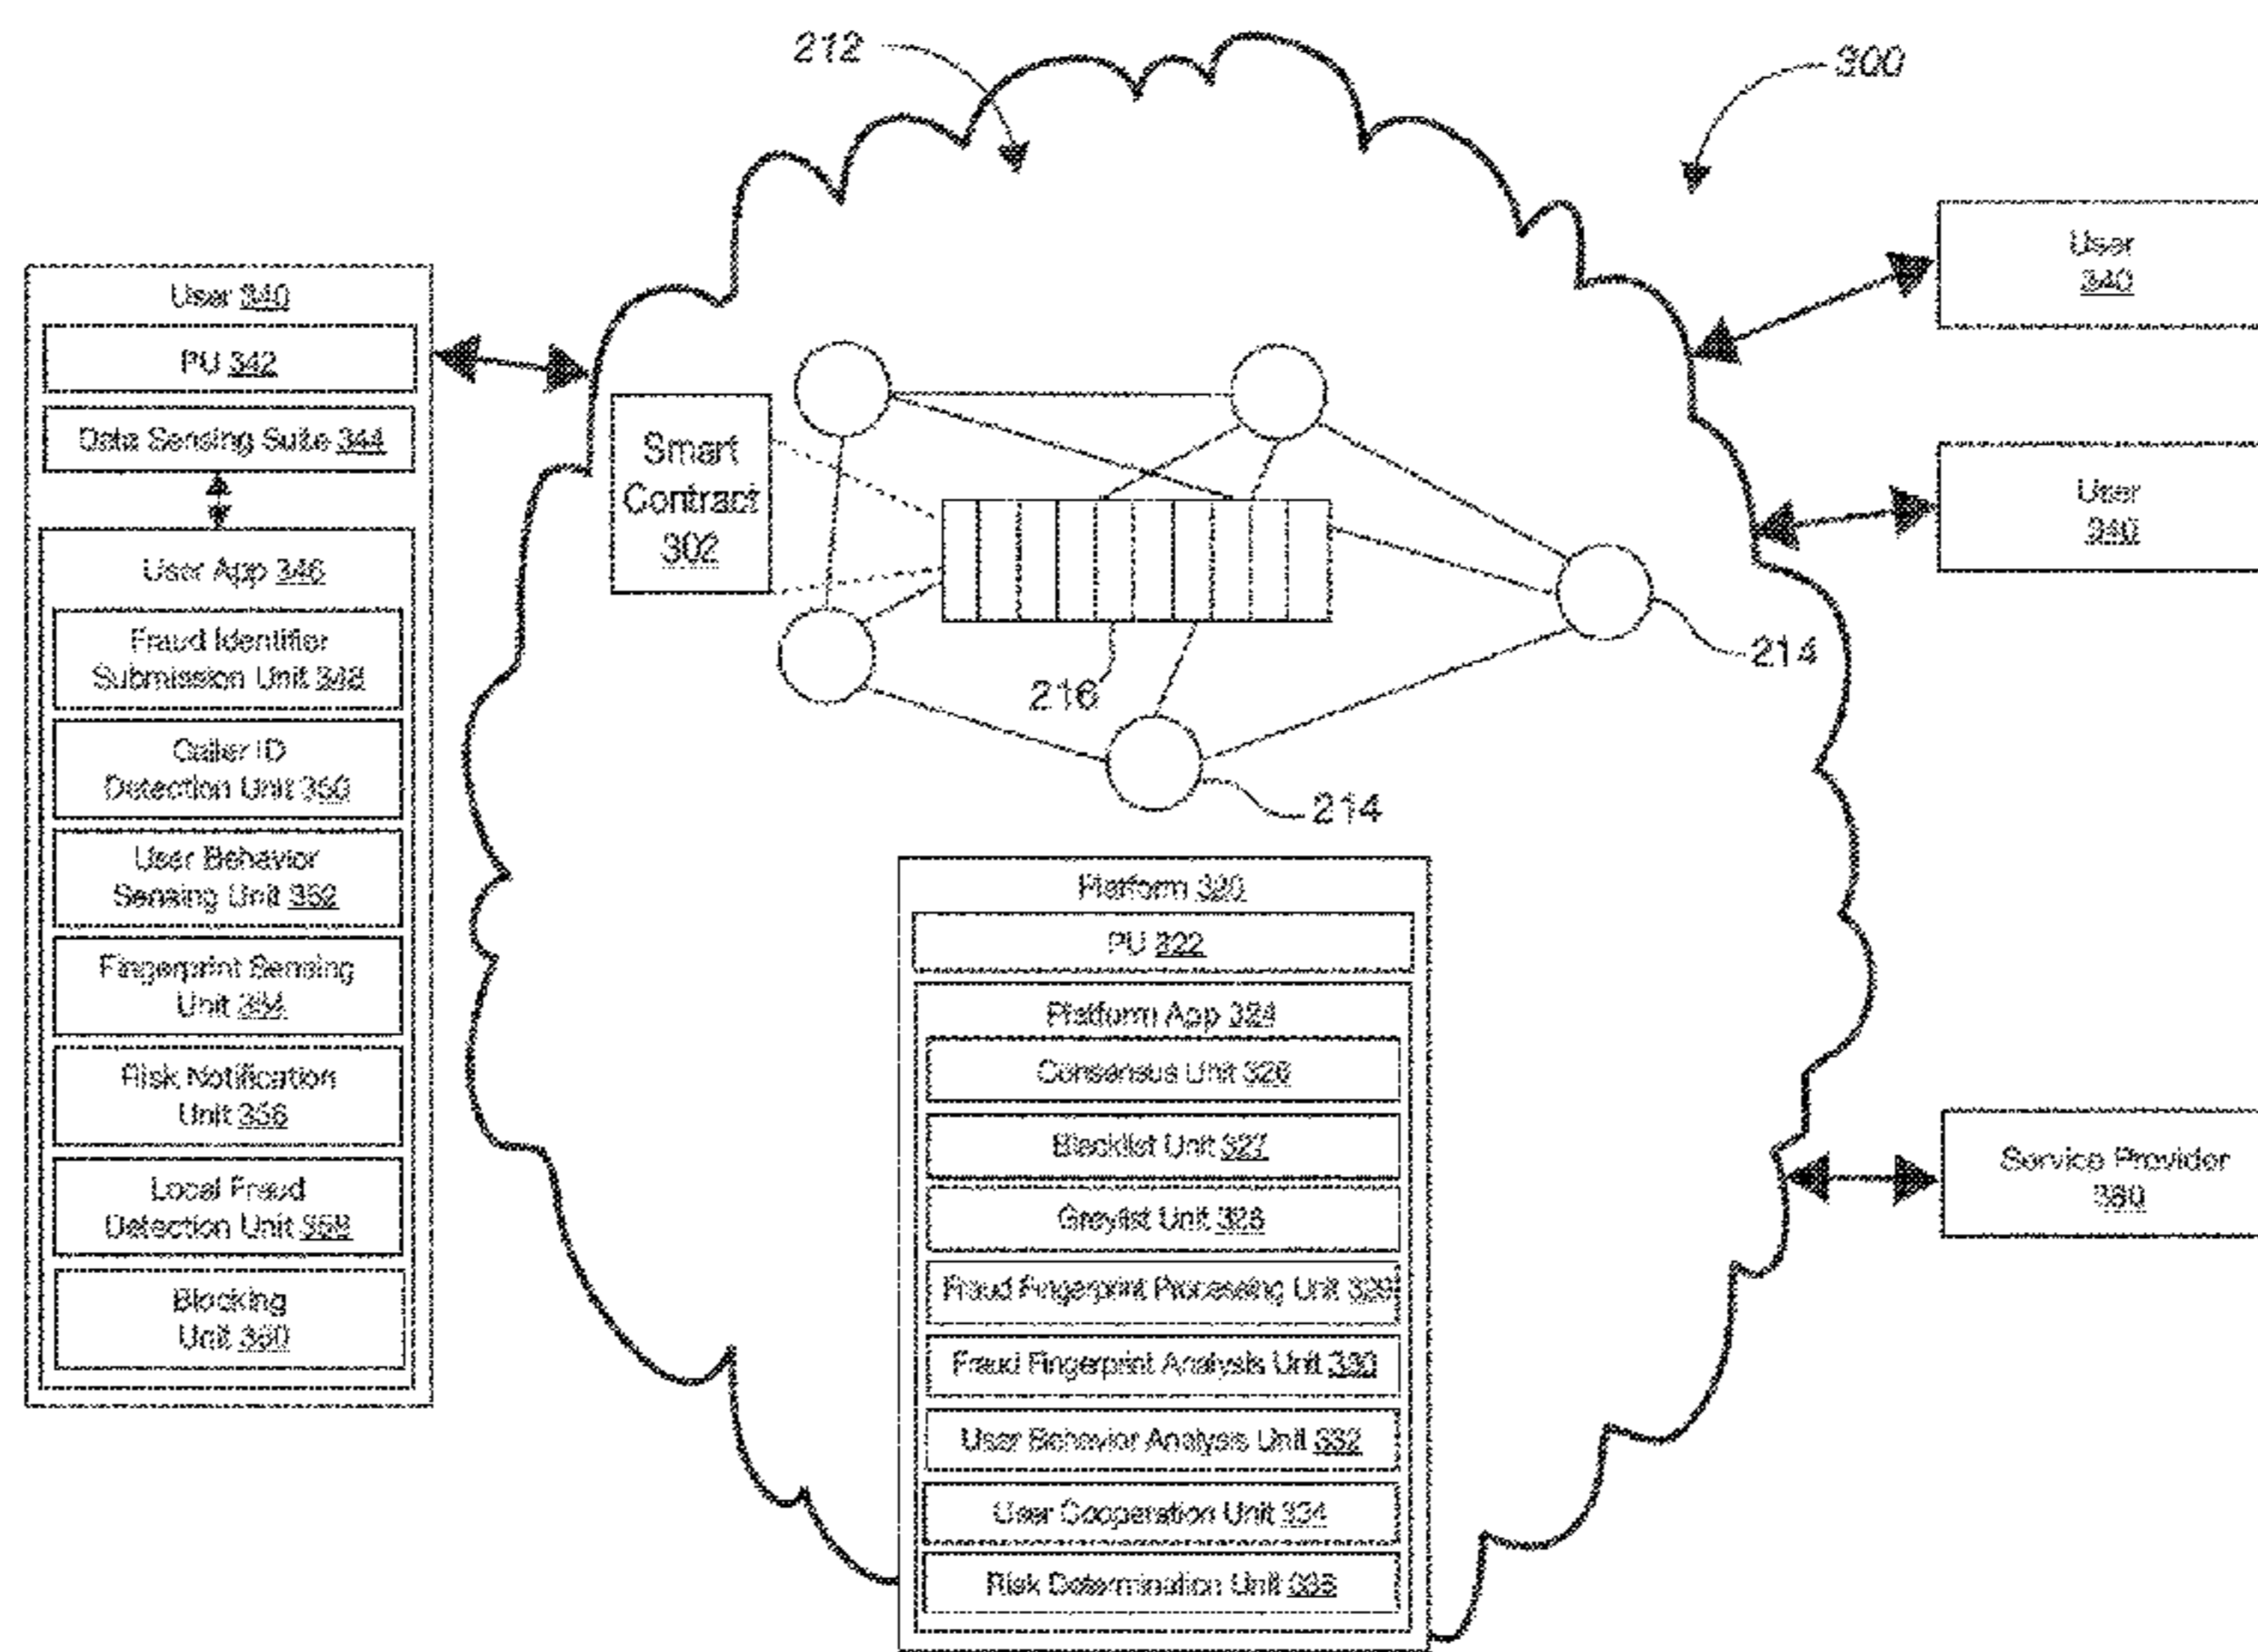 212
300
User 340
PU 342
Data Sensing Suite 344
User App 346
Fraud Identifier
Submission Unit 348
Caller ID
Detection Unit 350
User Behavior
Sensing Unit 352
Fingerprint Sensing
Unit 354
Risk Notification
Unit 356
Local Fraud
Detection Unit 358
Blocking
Unit 360
Smart
Contract
302
216
214
214
Platform 320
PU 322
Platform App 324
Consensus Unit 326
Blacklist Unit 327
Greylist Unit 328
Fraud Fingerprint Processing Unit 329
Fraud Fingerprint Analysis Unit 330
User Behavior Analysis Unit 332
User Cooperation Unit 334
Risk Determination Unit
User
340
User
340
Service Provider